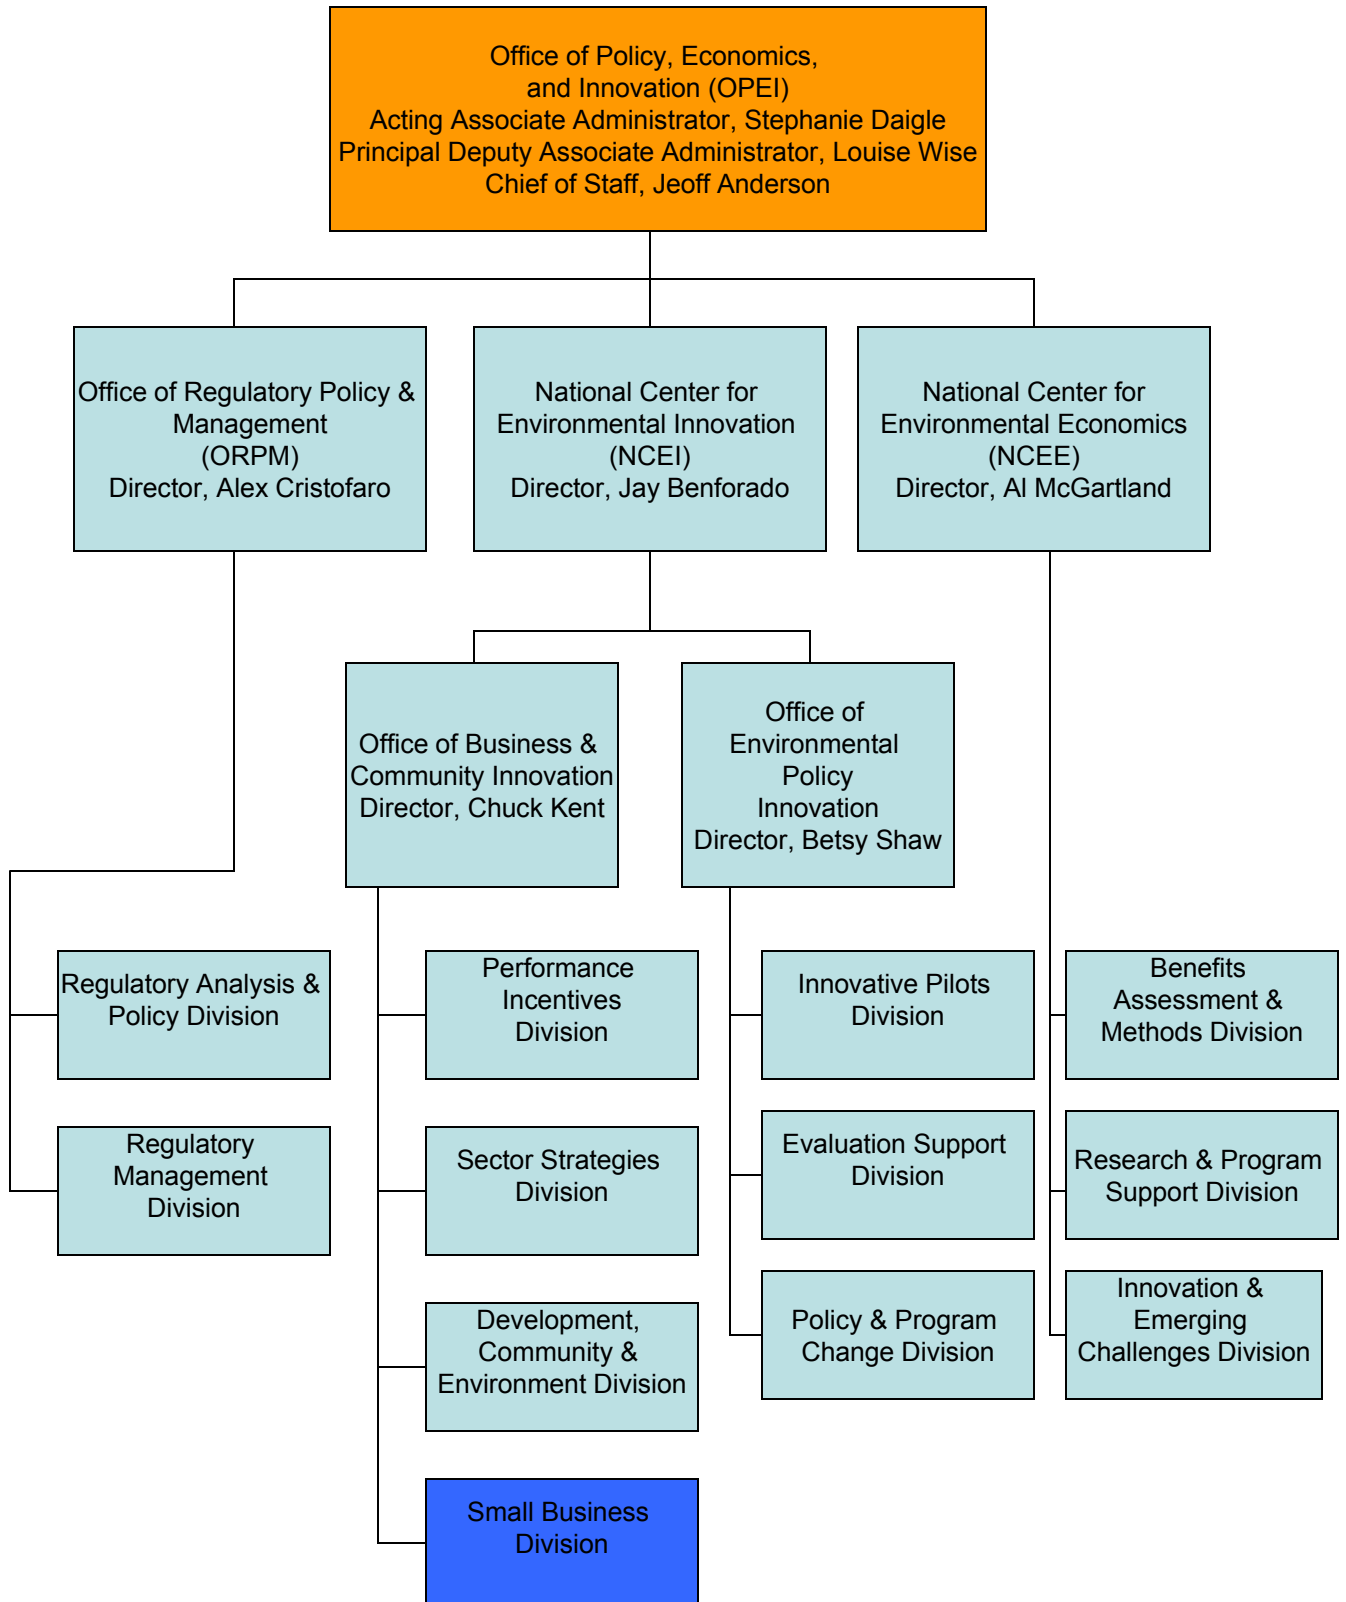 Office of Policy, Economics,
and Innovation (OPEI)
Acting Associate Administrator, Stephanie Daigle
Principal Deputy Associate Administrator, Louise Wise
Chief of Staff, Jeoff Anderson
Office of Regulatory Policy &
Management
(ORPM)
Director, Alex Cristofaro
National Center for
Environmental Innovation
(NCEI)
Director, Jay Benforado
National Center for
Environmental Economics
(NCEE)
Director, Al McGartland
Office of Business &
Community Innovation
Director, Chuck Kent
Office of
Environmental
Policy
Innovation
Director, Betsy Shaw
Regulatory Analysis &
Policy Division
Regulatory
Management
Division
Performance
Incentives
Division
Sector Strategies
Division
Development,
Community &
Environment Division
Small Business
Division
Innovative Pilots
Division
Evaluation Support
Division
Policy & Program
Change Division
Benefits
Assessment &
Methods Division
Research & Program
Support Division
Innovation &
Emerging
Challenges Division